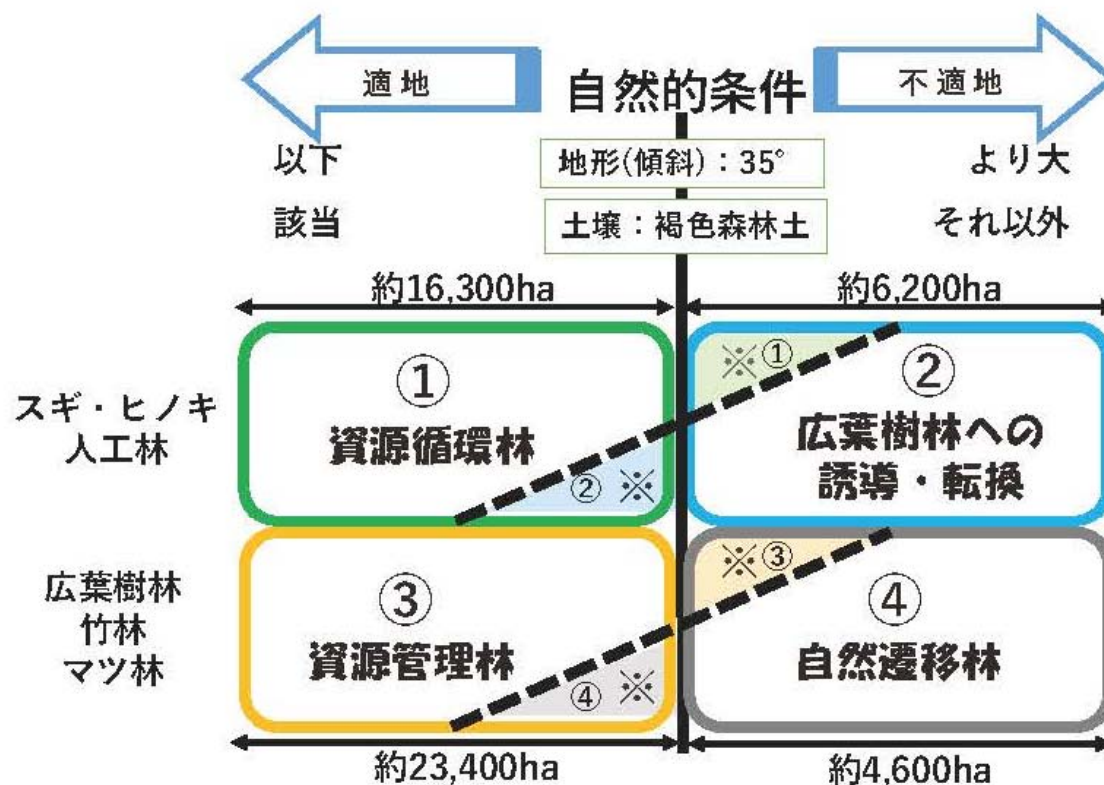 適地
自然的条件
不適地
以下
地形(傾斜)：35°
より大
該当
土壌：褐色森林土
それ以外
約16,300ha
約6,200ha
スギ・ヒノキ
人工林
①
資源循環林
②※
※①
②
広葉樹林への
誘導・転換
広葉樹林
竹林
マツ林
③
資源管理林
④※
※③
④
自然遷移林
約23,400ha
約4,600ha